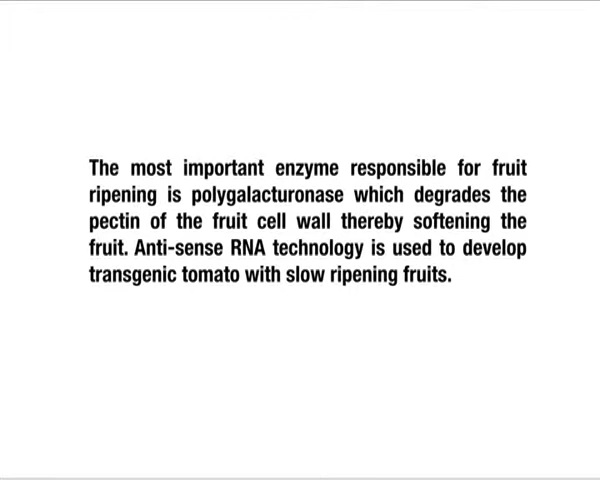 The most important enzyme responsible for fruit
ripening is polygalacturonase which degrades the
pectin of the fruit cell wall thereby softening the
fruit. Anti-sense RNA technology is used to develop
transgenic tomato with slow ripening fruits.